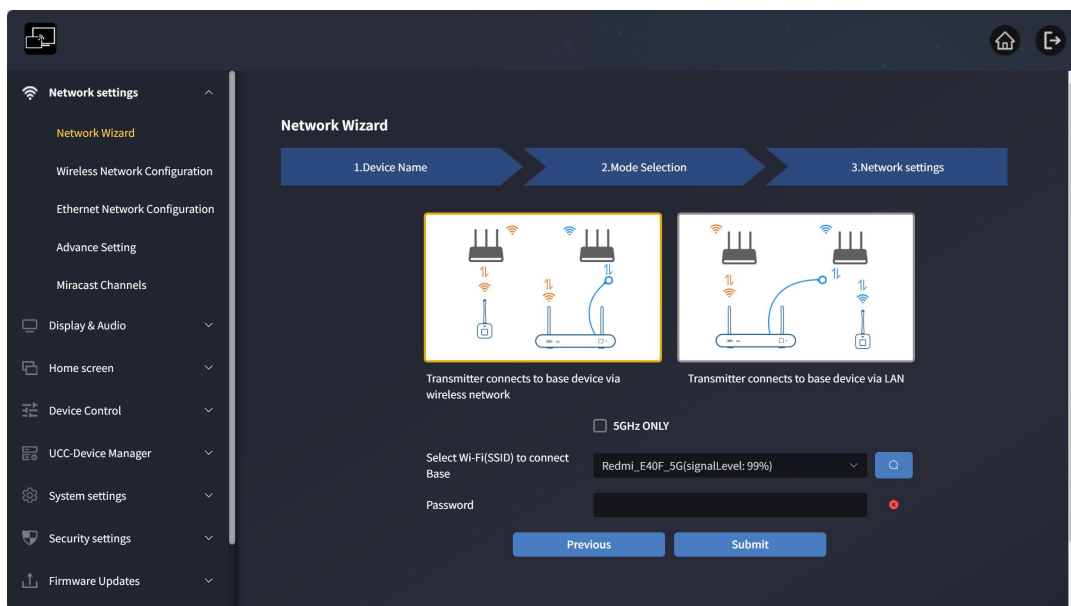 Network settings
Network Wizard
Wireless Network Configuration
Ethernet Network Configuration
Advance Setting
Miracast Channels
Display & Audio
Home screen
Device Control
UCC-Device Manager
System settings
Security settings
Firmware Updates
Network Wizard
1.Device Name
2.Mode Selection
3.Network settings
Transmitter connects to base device via
wireless network
Transmitter connects to base device via LAN
5GHz ONLY
Select Wi-Fi(SSID) to connect
Base
Redmi_E40F_5G(signalLevel: 99%)
Password
Previous
Submit